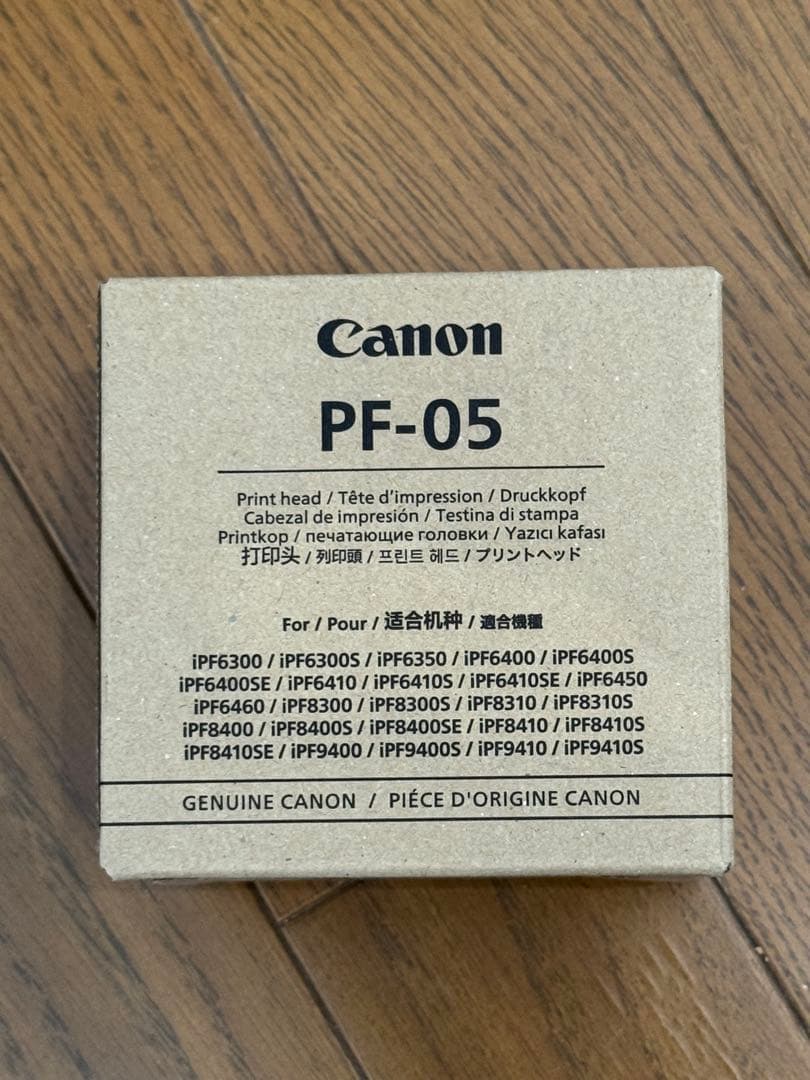 Canon
PF-05
Print head / Tête d'impression / Druckkopf
Cabezal de impresión / Testina di stampa
Printkop / печатающие головки / Yazıcı kafası
打印头 / 列印頭 / 프린트 헤드 / プリントヘッド
For / Pour / 适合机种 / 適合機種
iPF6300 / iPF6300S / iPF6350 / iPF6400 / iPF6400S
iPF6400SE / iPF6410 / iPF6410S / iPF6410SE / iPF6450
iPF6460 / iPF8300 / iPF8300S / iPF8310 / iPF8310S
iPF8400 / iPF8400S / iPF8400SE / iPF8410 / iPF8410S
iPF8410SE / iPF9400 / iPF9400S / iPF9410 / iPF9410S
GENUINE CANON / PIÉCE D'ORIGINE CANON